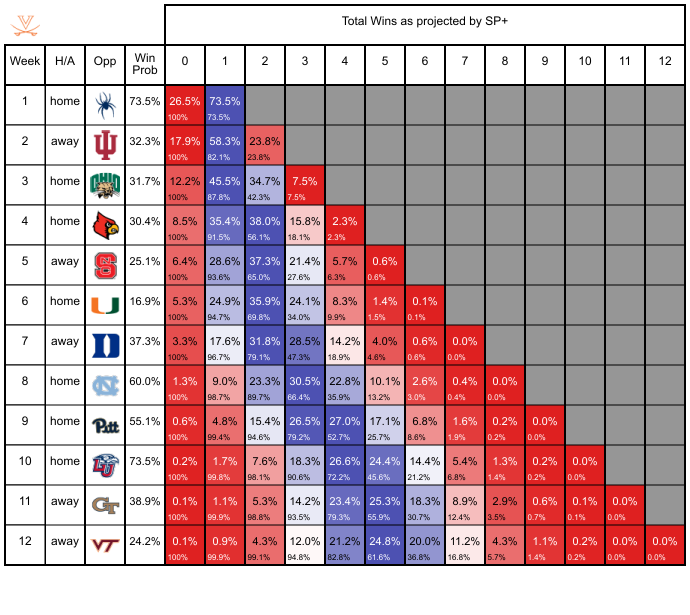 Total Wins as projected by SP+
Week H/A Opp Win Prob 0 1 2 3 4 5 6 7 8 9 10 11 12
1 home 73.5% 26.5% 73.5%
100% 73.5%
2 away 32.3% 17.9% 58.3% 23.8%
100% 82.1% 23.8%
3 home OHIO 31.7% 12.2% 45.5% 34.7% 7.5%
100% 87.8% 42.3% 7.5%
4 home 30.4% 8.5% 35.4% 38.0% 15.8% 2.3%
100% 91.5% 56.1% 18.1% 2.3%
5 away 25.1% 6.4% 28.6% 37.3% 21.4% 5.7% 0.6%
100% 93.6% 65.0% 27.6% 6.3% 0.6%
6 home 16.9% 5.3% 24.9% 35.9% 24.1% 8.3% 1.4% 0.1%
100% 94.7% 69.8% 34.0% 9.9% 1.5% 0.1%
7 away D 37.3% 3.3% 17.6% 31.8% 28.5% 14.2% 4.0% 0.6% 0.0%
100% 96.7% 79.1% 47.3% 18.9% 4.6% 0.6% 0.0%
8 home NC 60.0% 1.3% 9.0% 23.3% 30.5% 22.8% 10.1% 2.6% 0.4% 0.0%
100% 98.7% 89.7% 66.4% 35.9% 13.2% 3.0% 0.4% 0.0%
9 home Pitt 55.1% 0.6% 4.8% 15.4% 26.5% 27.0% 17.1% 6.8% 1.6% 0.2% 0.0%
100% 99.4% 94.6% 79.2% 52.7% 25.7% 8.6% 1.9% 0.2% 0.0%
10 home LU 73.5% 0.2% 1.7% 7.6% 18.3% 26.6% 24.4% 14.4% 5.4% 1.3% 0.2% 0.0%
100% 99.8% 98.1% 90.6% 72.2% 45.6% 21.2% 6.8% 1.4% 0.2% 0.0%
11 away GT 38.9% 0.1% 1.1% 5.3% 14.2% 23.4% 25.3% 18.3% 8.9% 2.9% 0.6% 0.1% 0.0%
100% 99.9% 98.8% 93.5% 79.3% 55.9% 30.7% 12.4% 3.5% 0.7% 0.1% 0.0%
12 away VT 24.2% 0.1% 0.9% 4.3% 12.0% 21.2% 24.8% 20.0% 11.2% 4.3% 1.1% 0.2% 0.0% 0.0%
100% 99.9% 99.1% 94.8% 82.8% 61.6% 36.8% 16.8% 5.7% 1.4% 0.2% 0.0% 0.0%